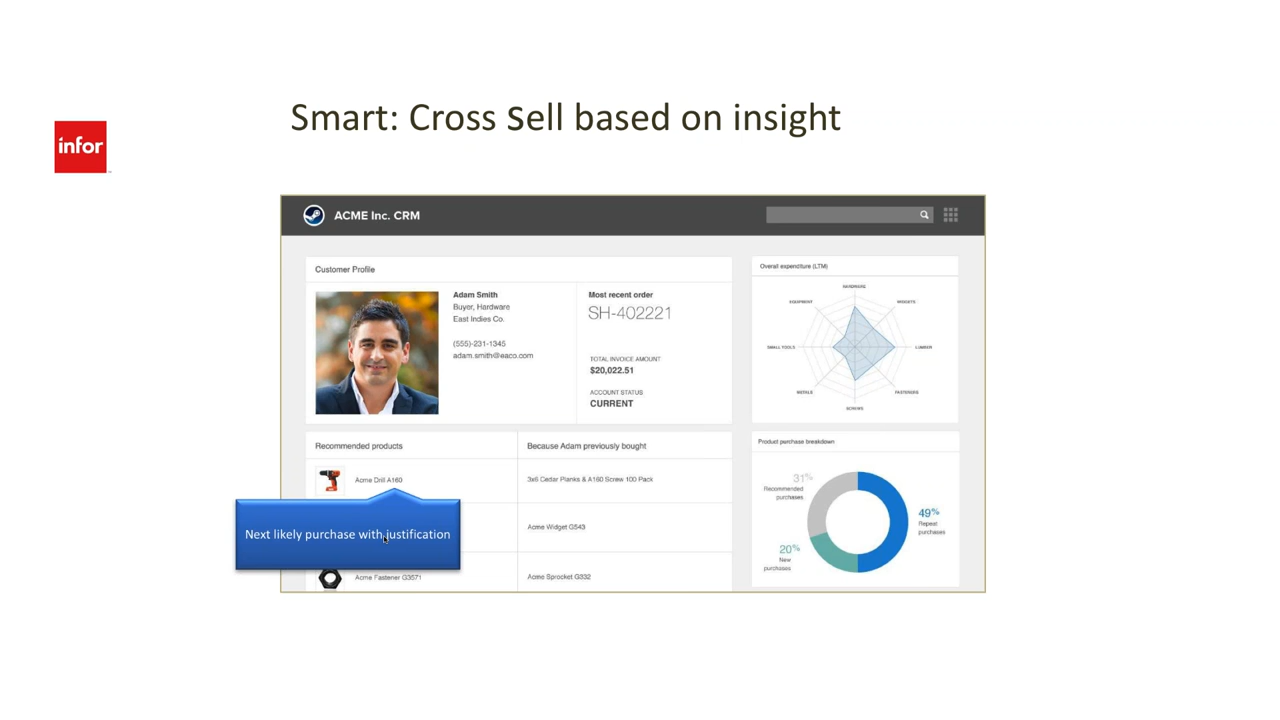 Smart: Cross Sell based on insight
infor
ACME Inc. CRM
Customer Profile
Adam Smith
Buyer, Hardware
East Indies Co.
(555)-231-1345
adam.smith@eaco.com
Most recent order
SH-402221
TOTAL INVOICE AMOUNT
$20,022.51
ACCOUNT STATUS
CURRENT
Overall expenditure (LTM)
HARDWARE
EQUIPMENT
WIDGETS
SMALL TOOLS
LUMBER
METALS
FASTENERS
SCREWS
Recommended products
Because Adam previously bought
Acme Drill A160
3x6 Cedar Planks & A160 Screw 100 Pack
Next likely purchase with justification
Acme Widget G543
Acme Fastener G3571
Acme Sprocket G332
Product purchase breakdown
31%
Recommended
purchases
49%
Repeat
purchases
20%
New
purchases